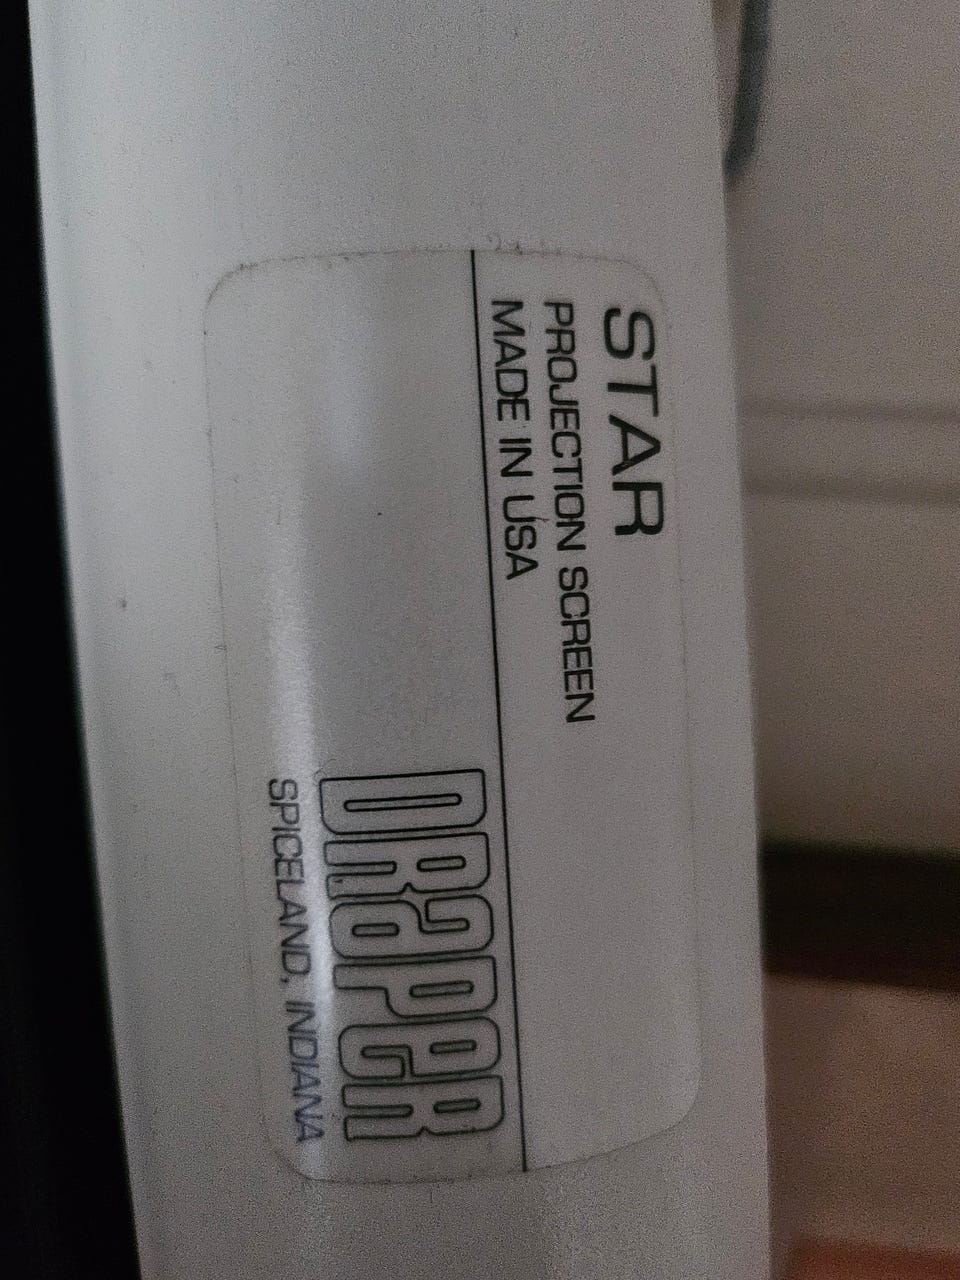 STAR
PROJECTION SCREEN
MADE IN USA
DRAPER
SPICELAND, INDIANA